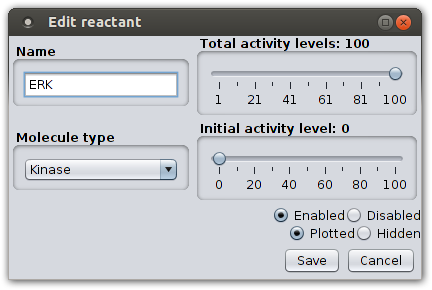 Edit reactant
Name
ERK
Molecule type
Kinase
Total activity levels: 100
1 21 41 61 81 100
Initial activity level: 0
0 20 40 60 80 100
Enabled Disabled
Plotted Hidden
Save Cancel